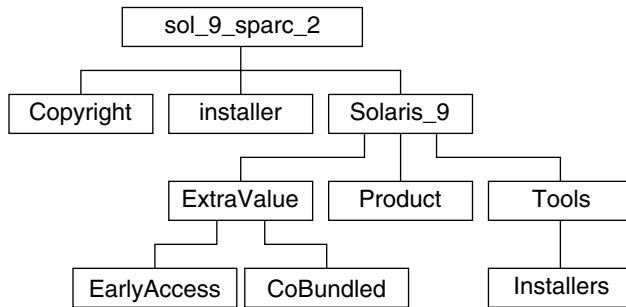 sol_9_sparc_2
Copyright
installer
Solaris_9
ExtraValue
Product
Tools
EarlyAccess
CoBundled
Installers